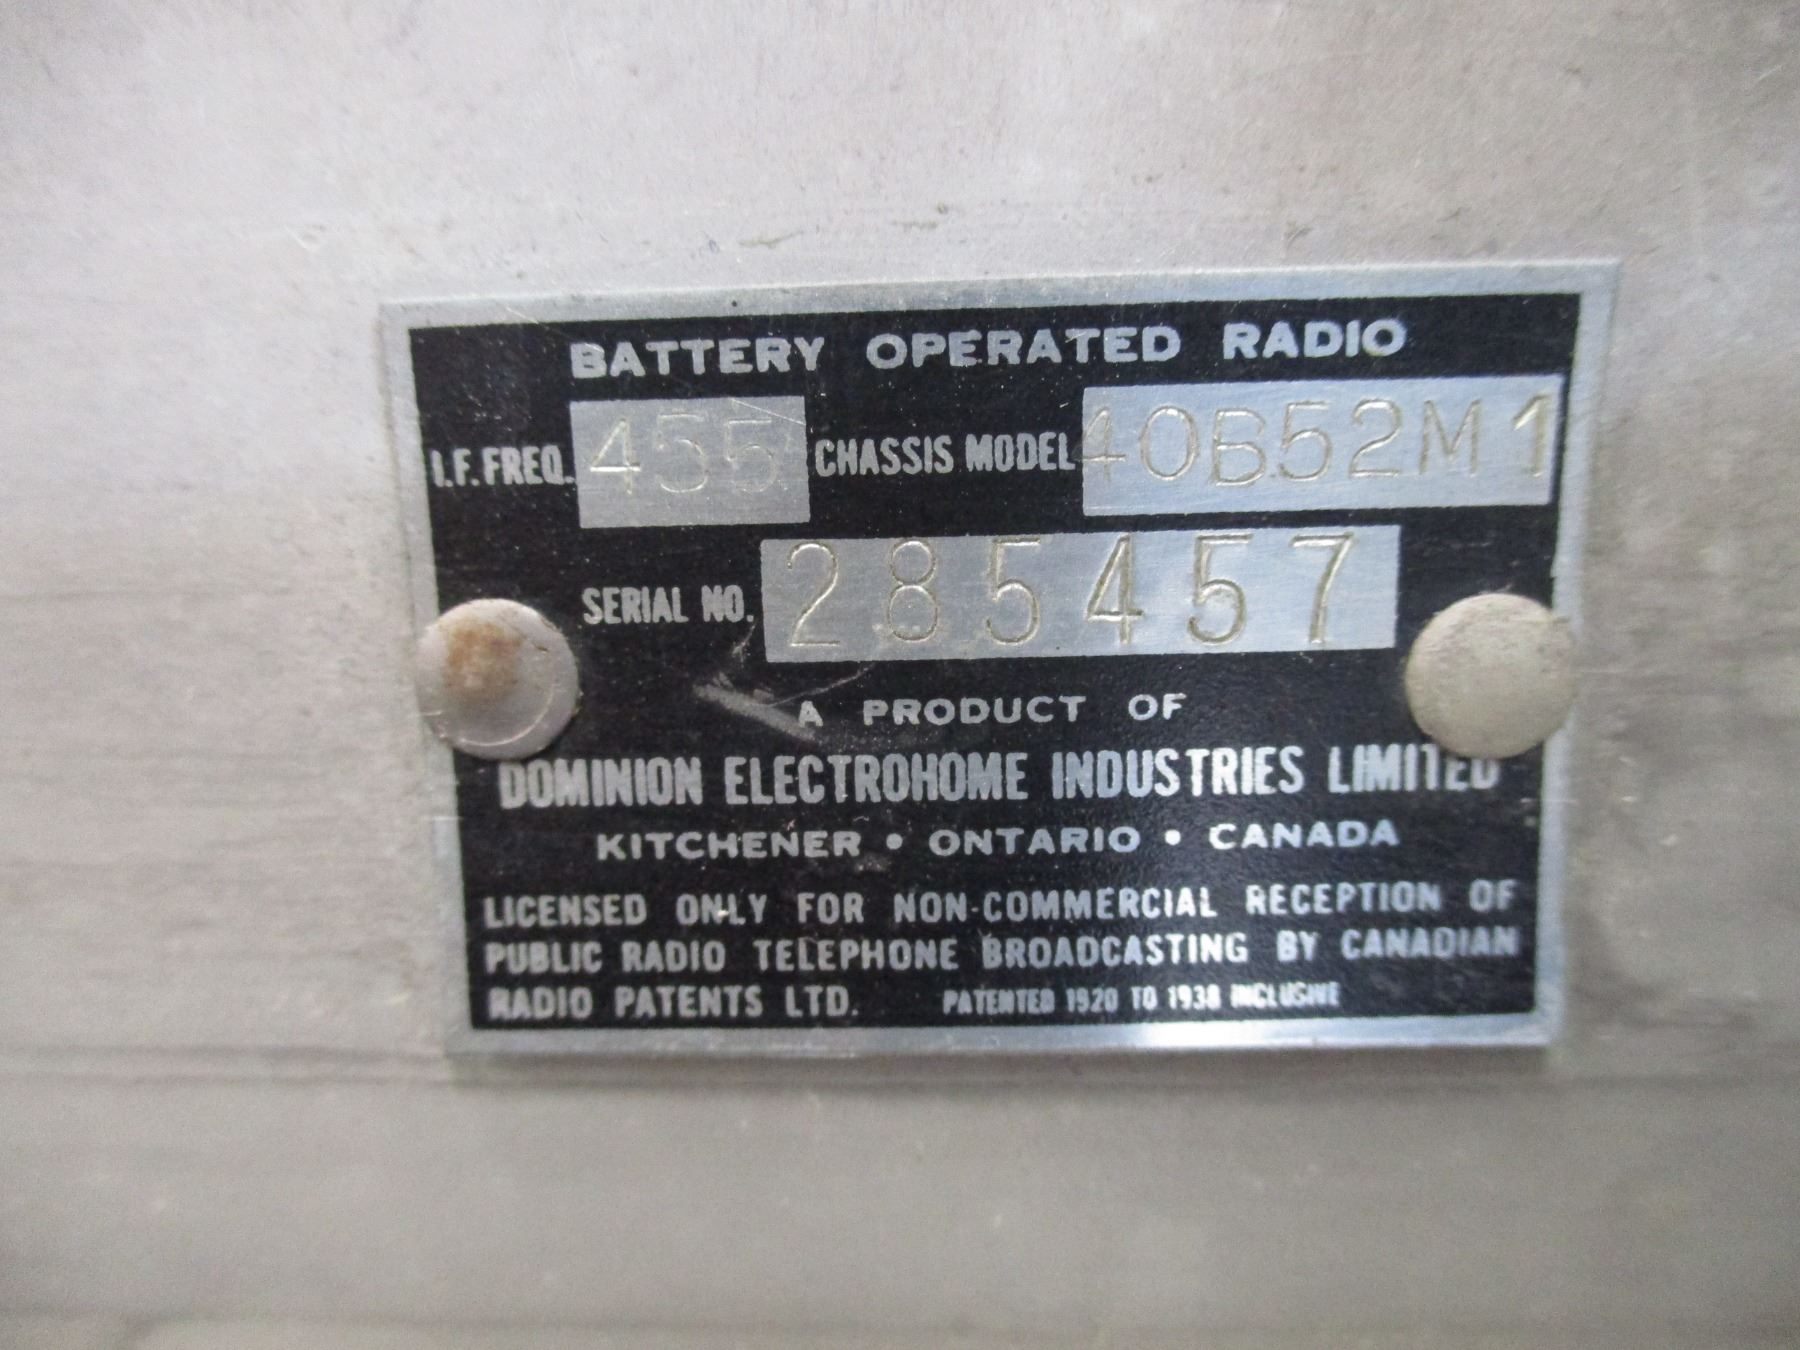 BATTERY OPERATED RADIO
I.F. FREQ. 455 CHASSIS MODEL 40B52M1
SERIAL NO. 285457
A PRODUCT OF
DOMINION ELECTROHOME INDUSTRIES LIMITED
KITCHENER • ONTARIO • CANADA
LICENSED ONLY FOR NON-COMMERCIAL RECEPTION OF
PUBLIC RADIO TELEPHONE BROADCASTING BY CANADIAN
RADIO PATENTS LTD. PATENTED 1920 TO 1938 INCLUSIVE